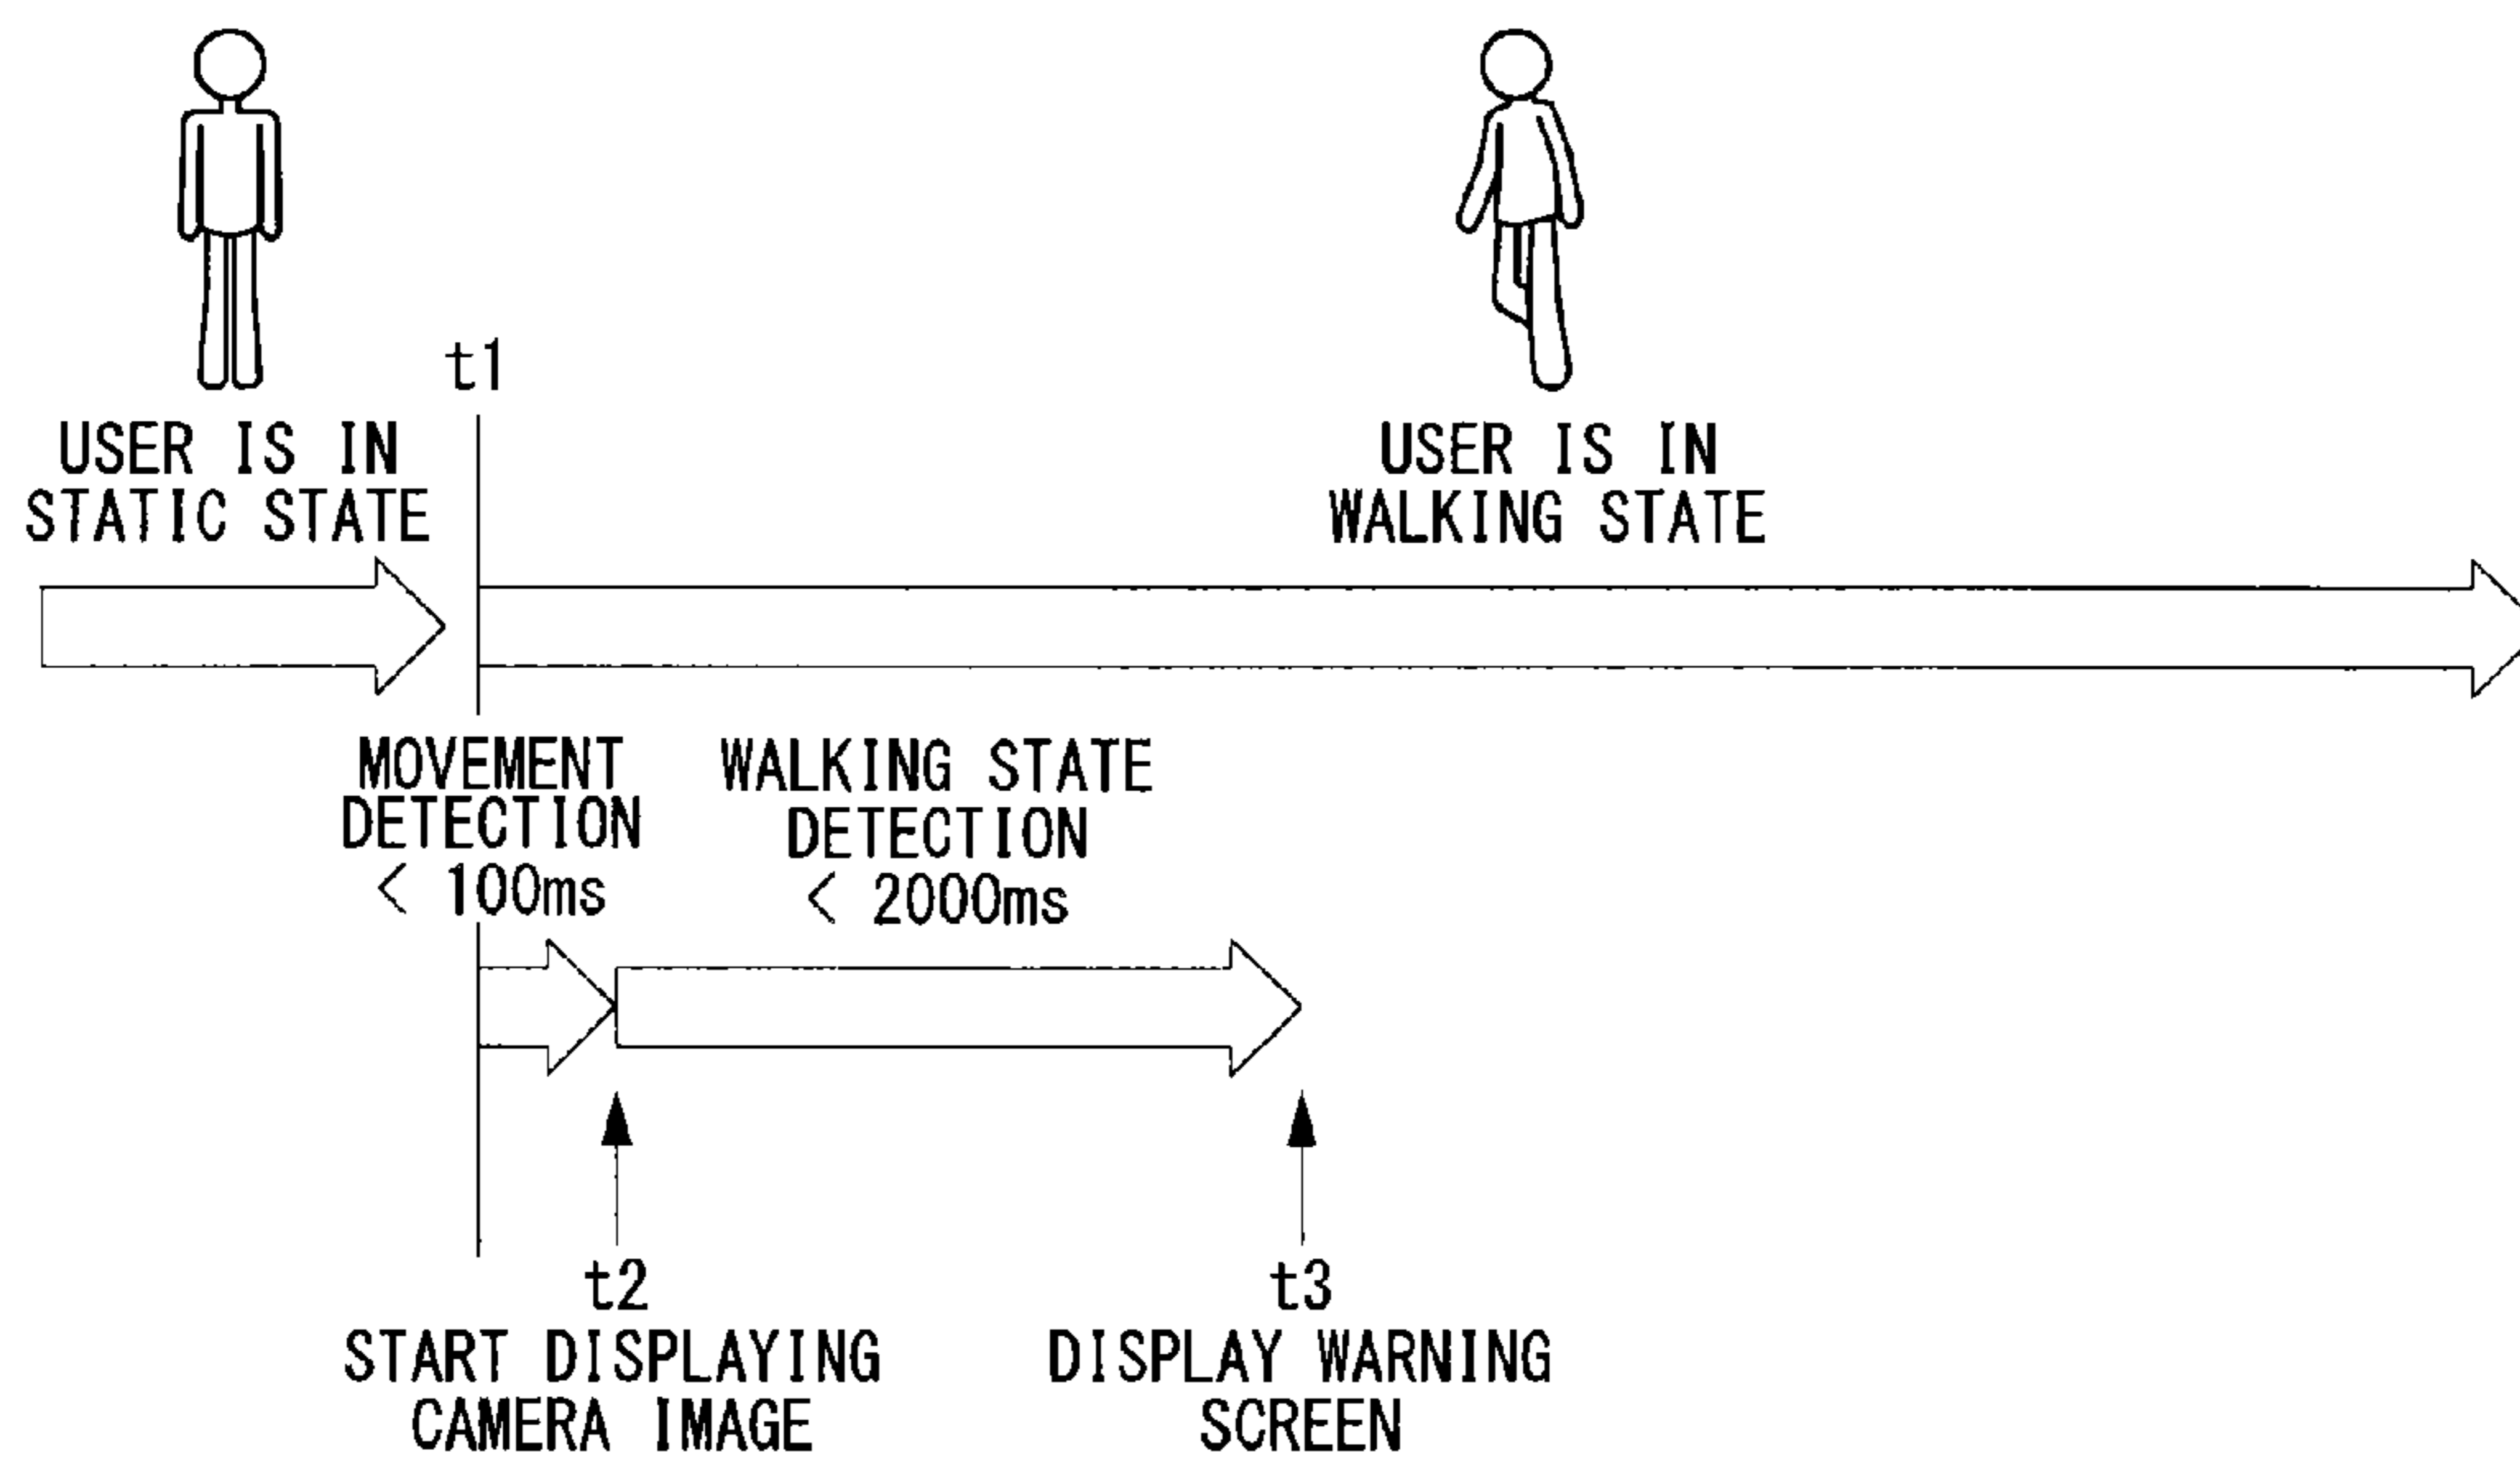 t1
USER IS IN
STATIC STATE
USER IS IN
WALKING STATE
MOVEMENT
DETECTION
< 100ms
WALKING STATE
DETECTION
< 2000ms
t2
START DISPLAYING
CAMERA IMAGE
t3
DISPLAY WARNING
SCREEN